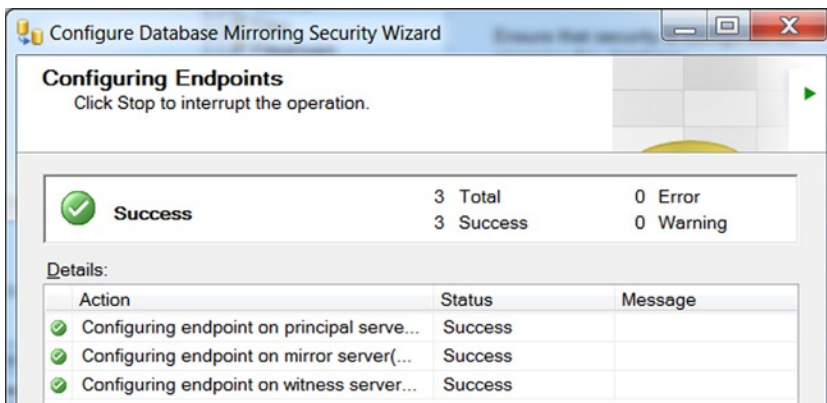 Configure Database Mirroring Security Wizard
Configuring Endpoints
Click Stop to interrupt the operation.
Success
3 Total
0 Error
3 Success
0 Warning
Details:
Action Status Message
Configuring endpoint on principal serve... Success
Configuring endpoint on mirror server(... Success
Configuring endpoint on witness server... Success